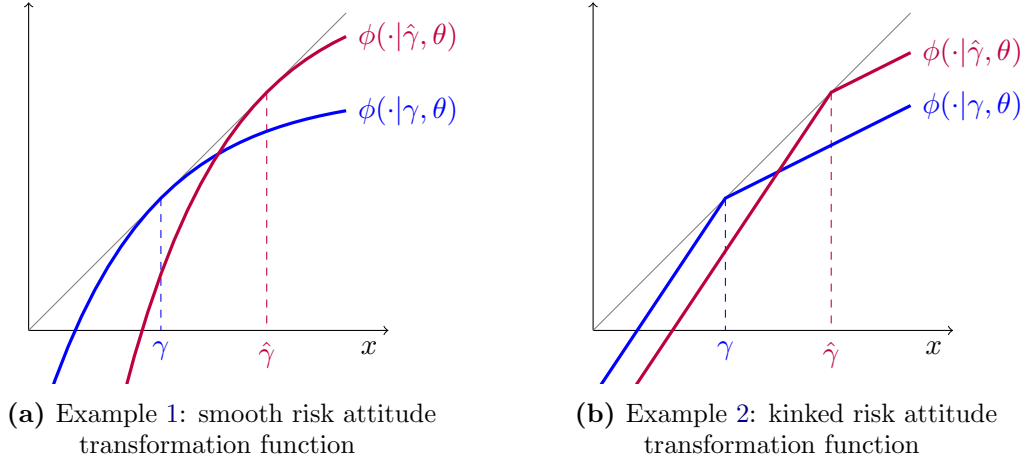 ϕ(·|γ̂, θ)
ϕ(·|γ, θ)
γ
γ̂
x
(a) Example 1: smooth risk attitude
transformation function
ϕ(·|γ̂, θ)
ϕ(·|γ, θ)
γ
γ̂
x
(b) Example 2: kinked risk attitude
transformation function